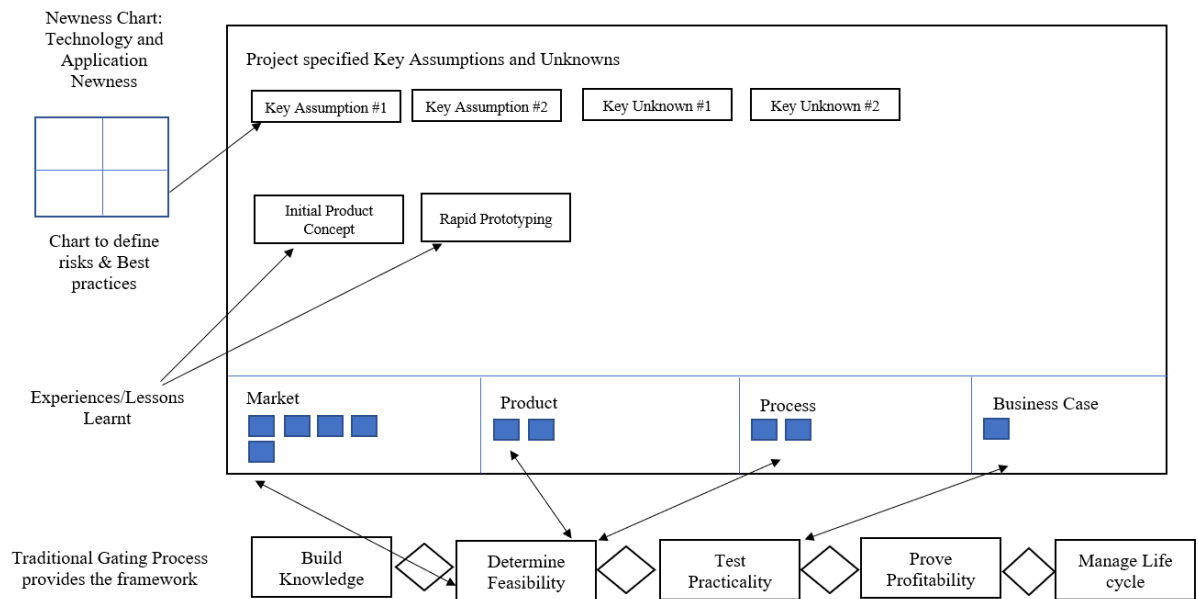 Newness Chart:
Technology and
Application
Newness
Project specified Key Assumptions and Unknowns
Key Assumption #1
Key Assumption #2
Key Unknown #1
Key Unknown #2
Initial Product
Concept
Rapid Prototyping
Chart to define
risks & Best
practices
Experiences/Lessons
Learnt
Market
Product
Process
Business Case
Traditional Gating Process
provides the framework
Build
Knowledge
Determine
Feasibility
Test
Practicality
Prove
Profitability
Manage Life
cycle